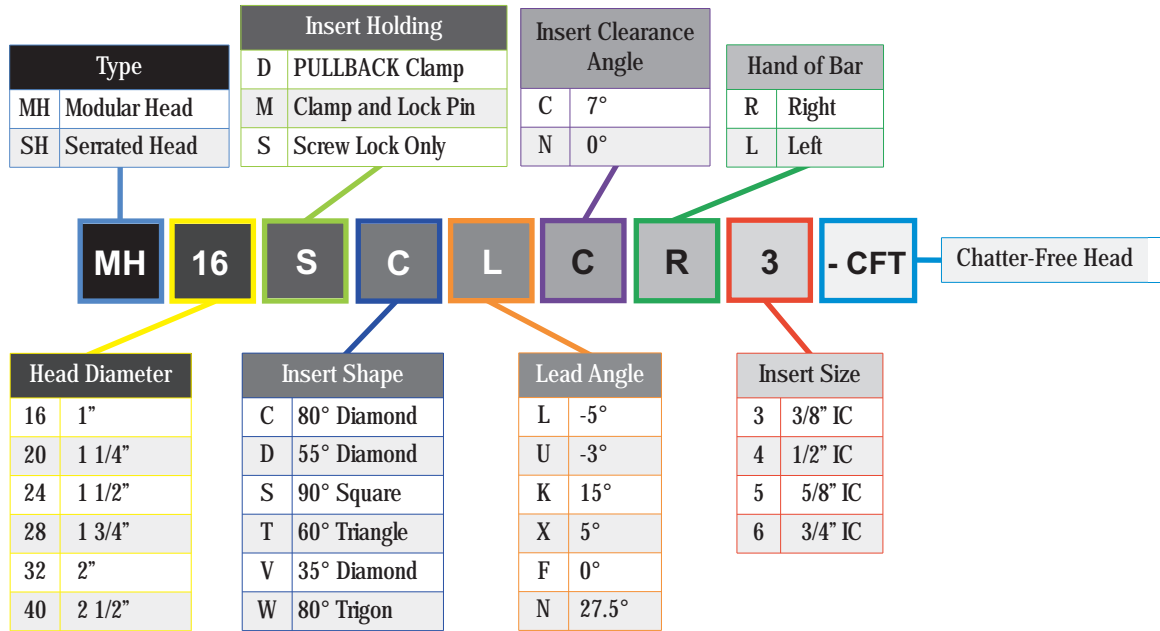 Type
MH Modular Head
SH Serrated Head
Insert Holding
D PULLBACK Clamp
M Clamp and Lock Pin
S Screw Lock Only
Insert Clearance
Angle
C 7°
N 0°
Hand of Bar
R Right
L Left
MH 16 S C L C R 3 - CFT
Chatter-Free Head
Head Diameter
16 1”
20 1 1/4”
24 1 1/2”
28 1 3/4”
32 2”
40 2 1/2”
Insert Shape
C 80° Diamond
D 55° Diamond
S 90° Square
T 60° Triangle
V 35° Diamond
W 80° Trigon
Lead Angle
L -5°
U -3°
K 15°
X 5°
F 0°
N 27.5°
Insert Size
3 3/8” IC
4 1/2” IC
5 5/8” IC
6 3/4” IC